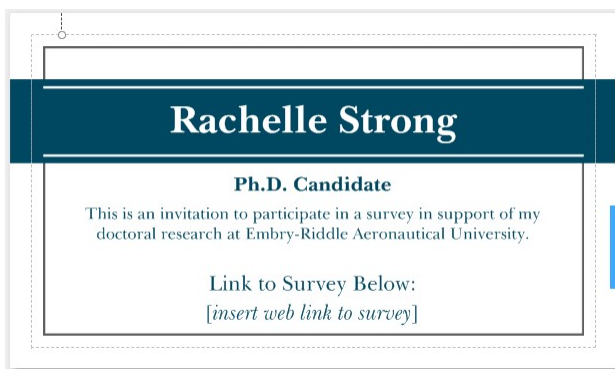 Rachelle Strong
Ph.D. Candidate
This is an invitation to participate in a survey in support of my
doctoral research at Embry-Riddle Aeronautical University.
Link to Survey Below:
[insert web link to survey]